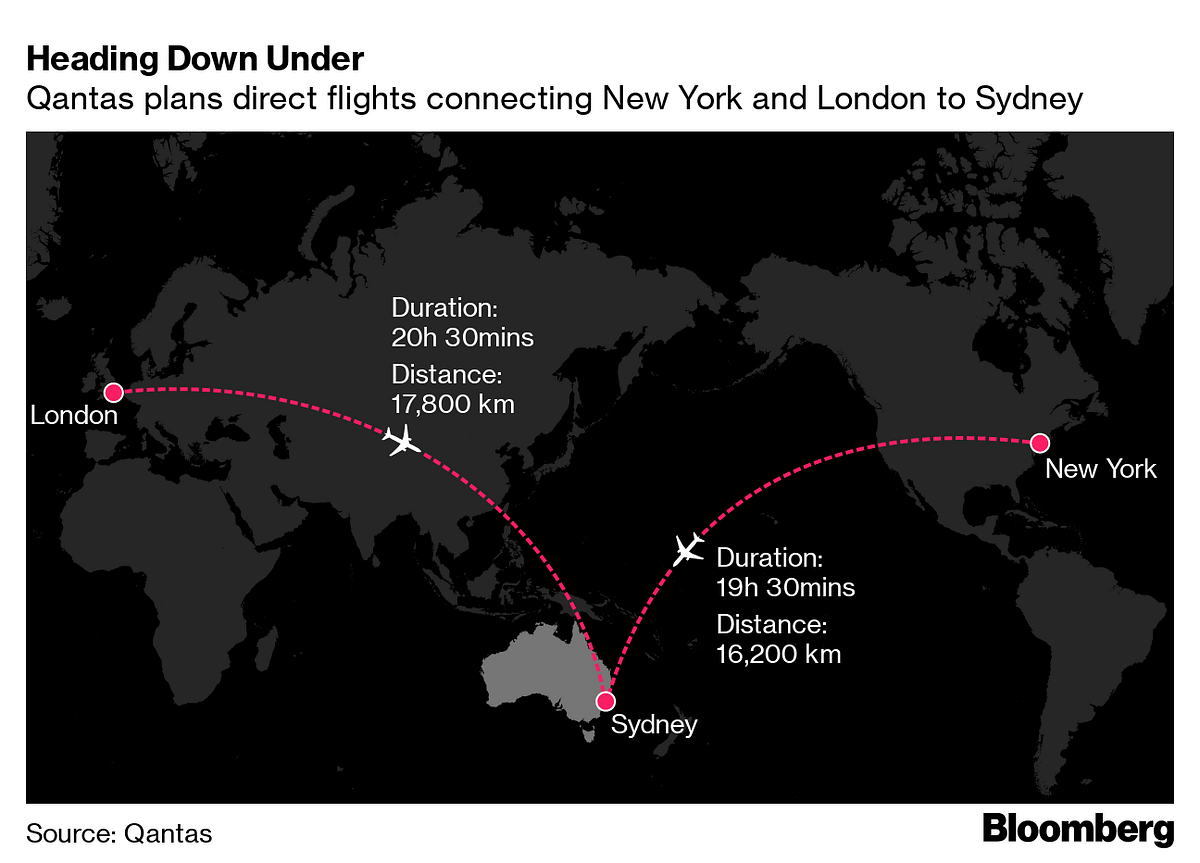 Heading Down Under
Qantas plans direct flights connecting New York and London to Sydney
Duration:
20h 30mins
Distance:
17,800 km
London
New York
Duration:
19h 30mins
Distance:
16,200 km
Sydney
Source: Qantas
Bloomberg